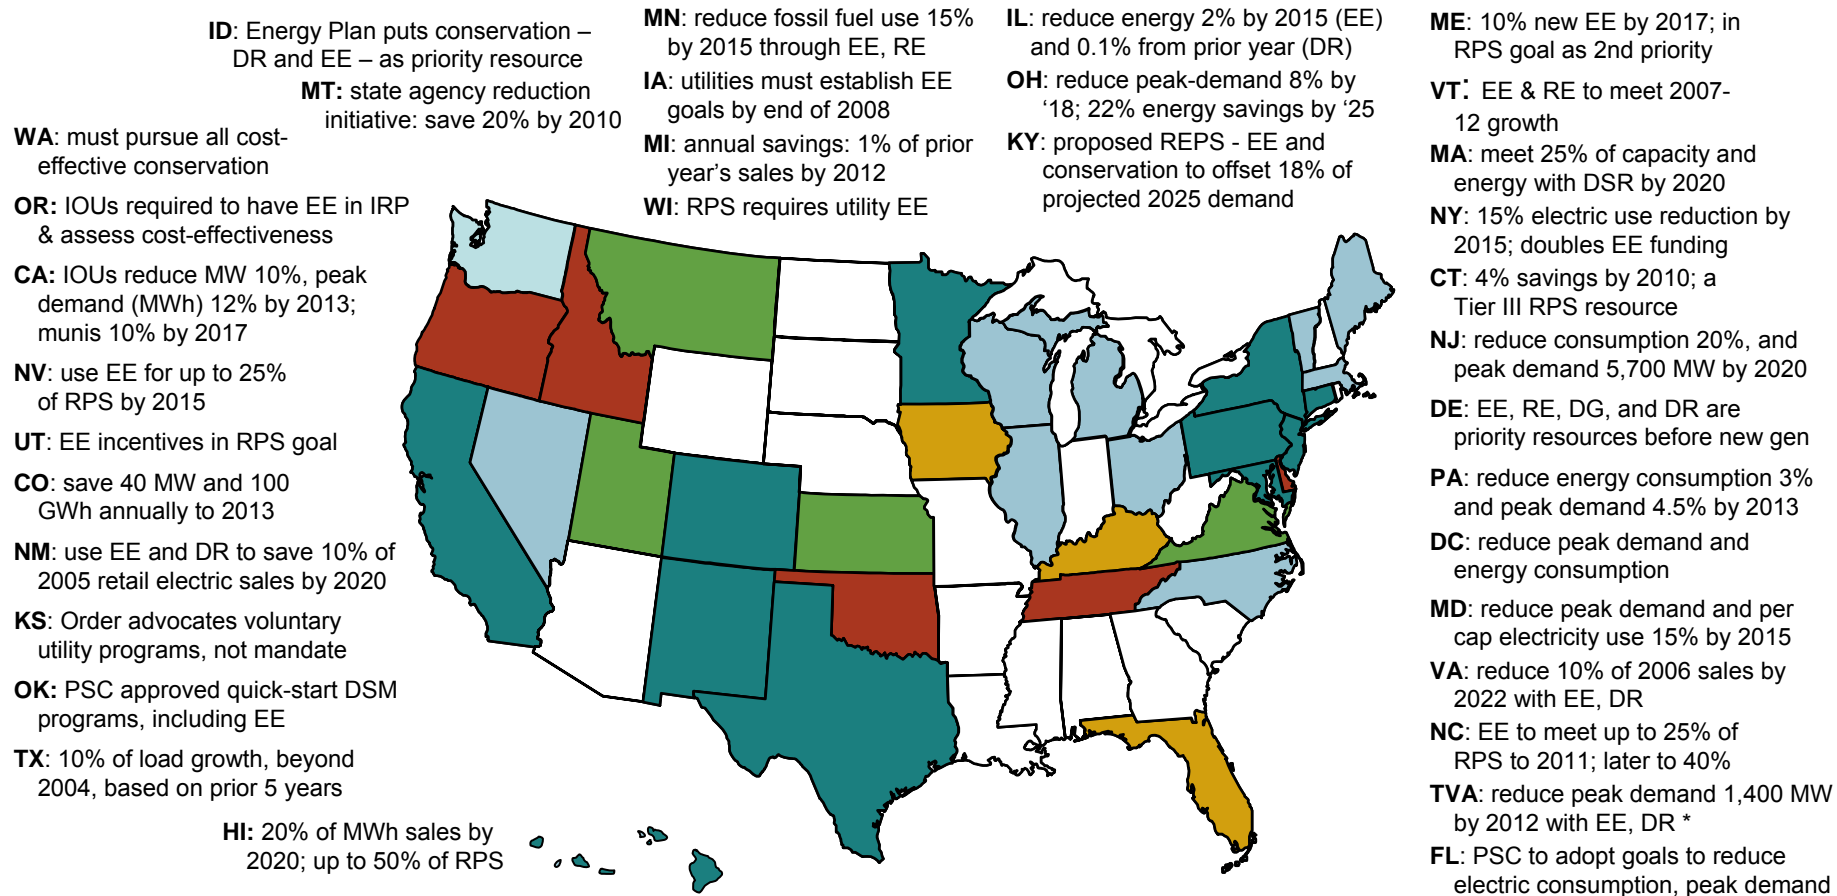 ID: Energy Plan puts conservation –
DR and EE – as priority resource
MT: state agency reduction
initiative: save 20% by 2010
WA: must pursue all cost-
effective conservation
OR: IOUs required to have EE in IRP
& assess cost-effectiveness
CA: IOUs reduce MW 10%, peak
demand (MWh) 12% by 2013;
munis 10% by 2017
NV: use EE for up to 25%
of RPS by 2015
UT: EE incentives in RPS goal
CO: save 40 MW and 100
GWh annually to 2013
NM: use EE and DR to save 10% of
2005 retail electric sales by 2020
KS: Order advocates voluntary
utility programs, not mandate
OK: PSC approved quick-start DSM
programs, including EE
TX: 10% of load growth, beyond
2004, based on prior 5 years
HI: 20% of MWh sales by
2020; up to 50% of RPS
MN: reduce fossil fuel use 15%
by 2015 through EE, RE
IA: utilities must establish EE
goals by end of 2008
MI: annual savings: 1% of prior
year’s sales by 2012
WI: RPS requires utility EE
IL: reduce energy 2% by 2015 (EE)
and 0.1% from prior year (DR)
OH: reduce peak-demand 8% by
‘18; 22% energy savings by ‘25
KY: proposed REPS - EE and
conservation to offset 18% of
projected 2025 demand
ME: 10% new EE by 2017; in
RPS goal as 2nd priority
VT: EE & RE to meet 2007-
12 growth
MA: meet 25% of capacity and
energy with DSR by 2020
NY: 15% electric use reduction by
2015; doubles EE funding
CT: 4% savings by 2010; a
Tier III RPS resource
NJ: reduce consumption 20%, and
peak demand 5,700 MW by 2020
DE: EE, RE, DG, and DR are
priority resources before new gen
PA: reduce energy consumption 3%
and peak demand 4.5% by 2013
DC: reduce peak demand and
energy consumption
MD: reduce peak demand and per
cap electricity use 15% by 2015
VA: reduce 10% of 2006 sales by
2022 with EE, DR
NC: EE to meet up to 25% of
RPS to 2011; later to 40%
TVA: reduce peak demand 1,400 MW
by 2012 with EE, DR *
FL: PSC to adopt goals to reduce
electric consumption, peak demand